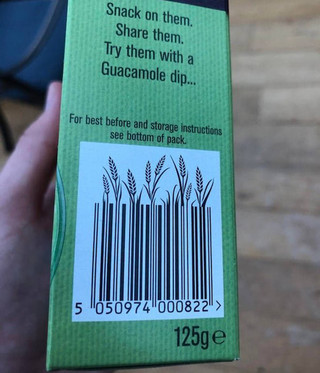 Snack on them.
Share them.
Try them with a
Guacamole dip...
For best before and storage instructions
see bottom of pack.
5 050974 000822 >
125g℮